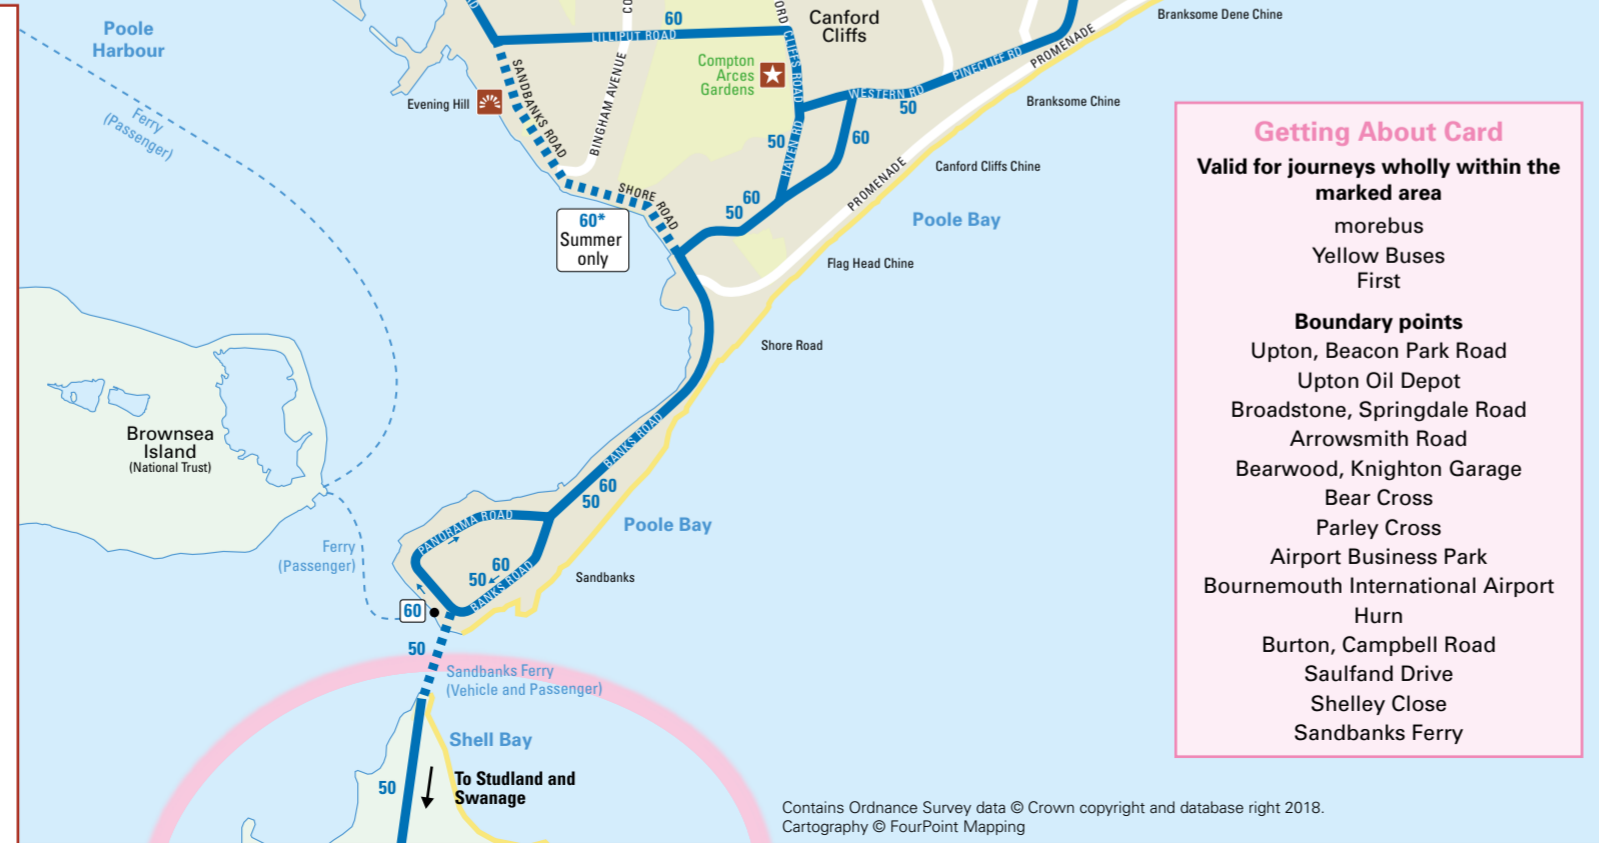 Poole
Harbour
Ferry
(Passenger)
Evening Hill
60
LILLIPUT ROAD
SANDBANKS ROAD
BINGHAM AVENUE
CO
FORD
CLIFFS ROAD
Canford
Cliffs
Compton
Arces
Gardens
Branksome Dene Chine
PROMENADE
PINECLIFF RD
WESTERN RD
50
Branksome Chine
50
HAVEN RD
60
Canford Cliffs Chine
PROMENADE
SHORE ROAD
60*
Summer
only
60
50
Poole Bay
Flag Head Chine
Shore Road
Brownsea
Island
(National Trust)
BANKS ROAD
60
50
PANORAMA ROAD
Poole Bay
Ferry
(Passenger)
60
50
BANKS ROAD
Sandbanks
60
50
Sandbanks Ferry
(Vehicle and Passenger)
Shell Bay
50
To Studland and
Swanage
Getting About Card
Valid for journeys wholly within the
marked area
morebus
Yellow Buses
First
Boundary points
Upton, Beacon Park Road
Upton Oil Depot
Broadstone, Springdale Road
Arrowsmith Road
Bearwood, Knighton Garage
Bear Cross
Parley Cross
Airport Business Park
Bournemouth International Airport
Hurn
Burton, Campbell Road
Saulfand Drive
Shelley Close
Sandbanks Ferry
Contains Ordnance Survey data © Crown copyright and database right 2018.
Cartography © FourPoint Mapping